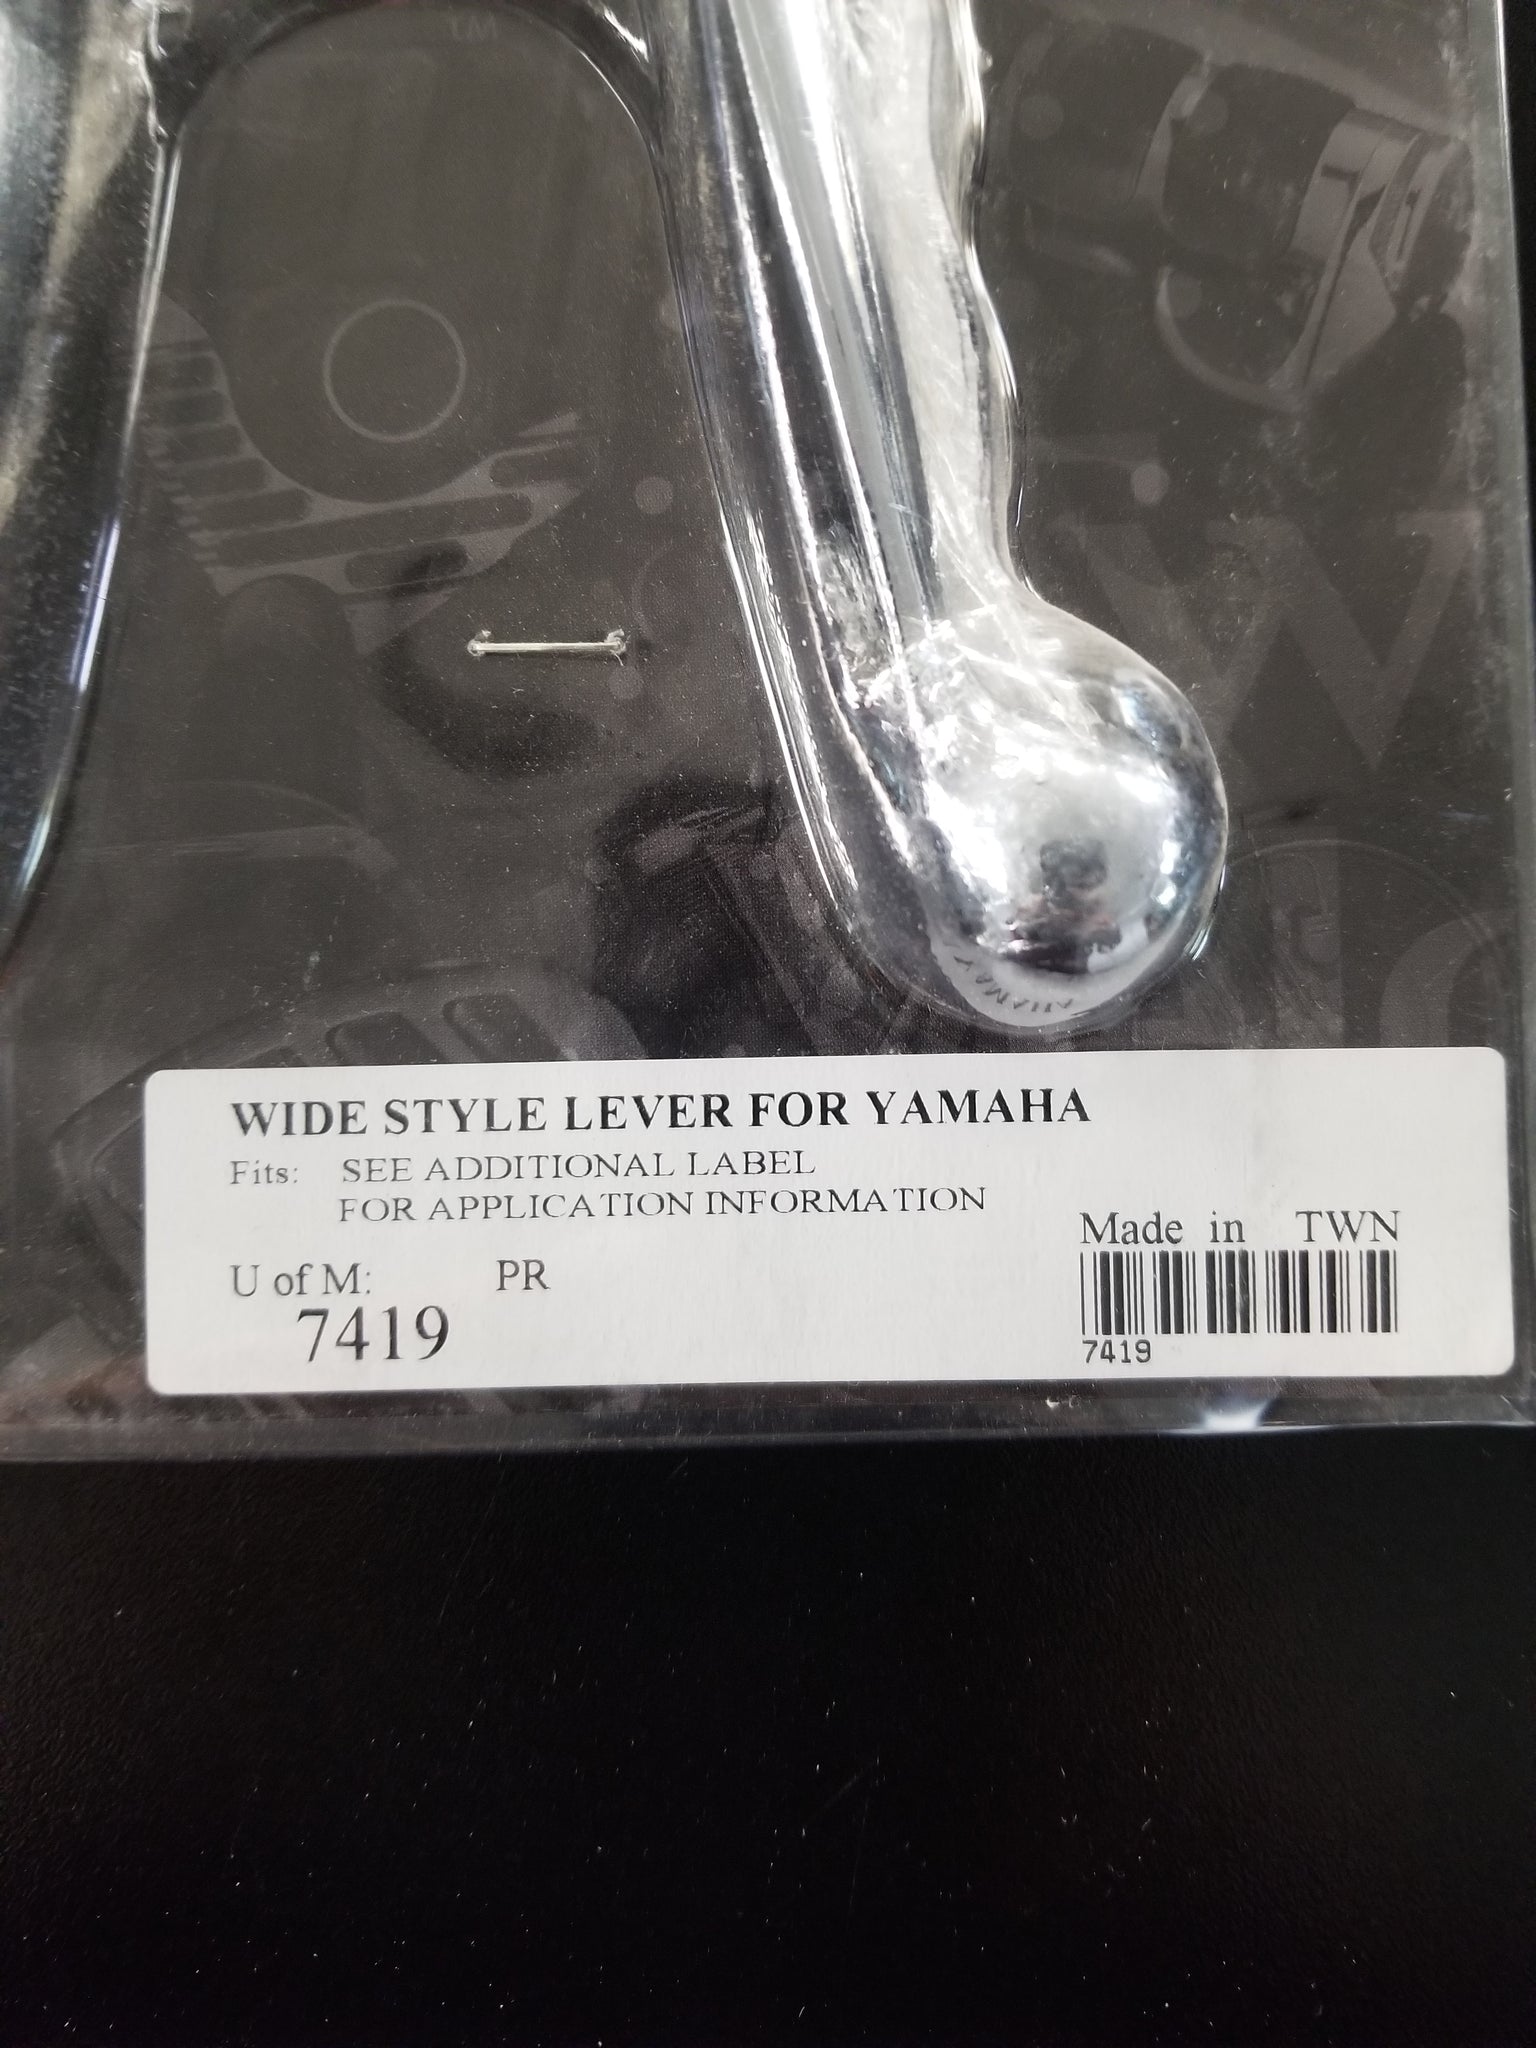 WIDE STYLE LEVER FOR YAMAHA
Fits: SEE ADDITIONAL LABEL
FOR APPLICATION INFORMATION
Made in TWN
U of M: PR
7419
7419